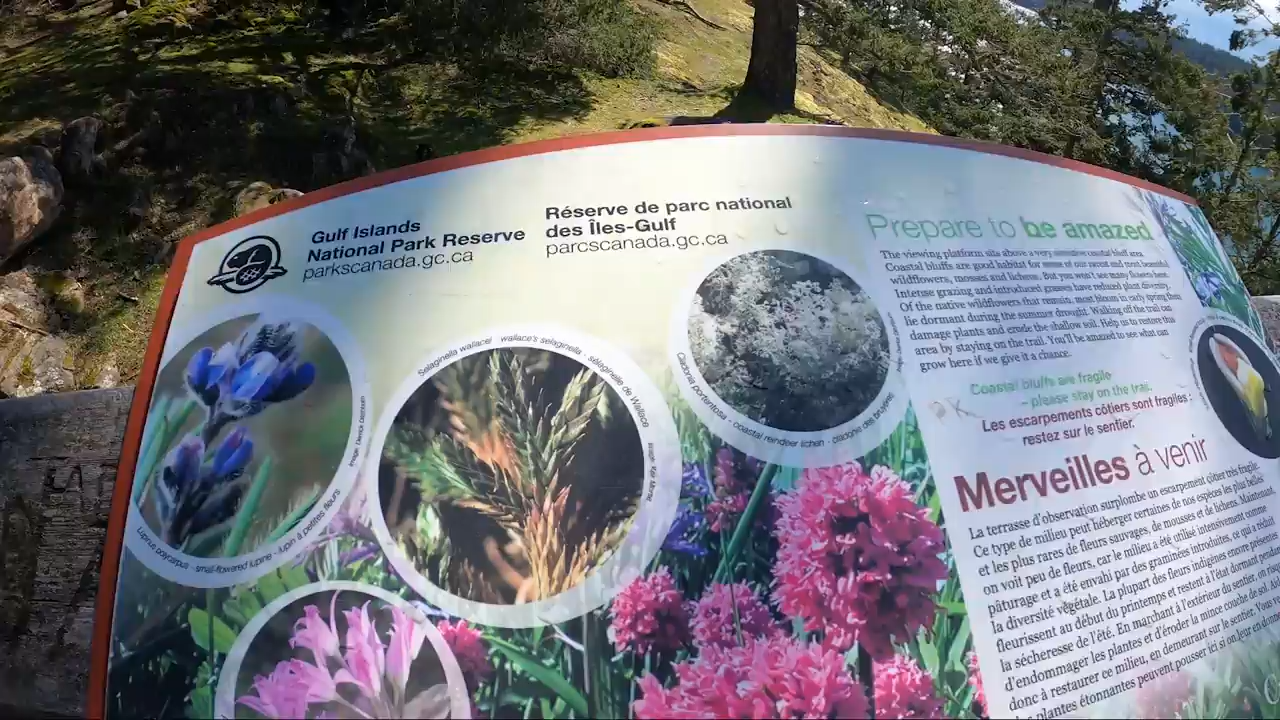 Gulf Islands
National Park Reserve
parkscanada.gc.ca
Réserve de parc national
des Îles-Gulf
parcscanada.gc.ca
Lupinus polycarpus · small-flowered lupine · lupin à petites fleurs
Selaginella wallacei · wallace's selaginella · sélaginelle de Wallace
Cladonia portentosa · coastal reindeer lichen · cladonie des bruyères
Prepare to be amazed
The viewing platform sits above a very sensitive coastal bluff area.
Coastal bluffs are good habitat for some of our rarest and most beautiful
wildflowers, mosses and lichens. But you won't see many flowers here.
Intense grazing and introduced grasses have reduced plant diversity.
Of the native wildflowers that remain, most bloom in early spring then
lie dormant during the summer drought. Walking off the trail can
damage plants and erode the shallow soil. Help us to restore this
area by staying on the trail. You'll be amazed to see what can
grow here if we give it a chance.
Coastal bluffs are fragile
– please stay on the trail.
Les escarpements côtiers sont fragiles :
restez sur le sentier.
Merveilles à venir
La terrasse d'observation surplombe un escarpement côtier très fragile.
Ce type de milieu peut héberger certaines de nos espèces les plus belles
et les plus rares de fleurs sauvages, de mousses et de lichens. Maintenant,
on voit peu de fleurs, car le milieu a été utilisé intensivement comme
pâturage et a été envahi par des graminées introduites, ce qui a réduit
la diversité végétale. La plupart des fleurs indigènes encore présentes
fleurissent au début du printemps et restent à l'état dormant pendant
la sécheresse de l'été. En marchant à l'extérieur du sentier, on risque
d'endommager les plantes et d'éroder la mince couche de sol.
donc à restaurer ce milieu, en demeurant sur le sentier. Vous
plantes étonnantes peuvent pousser ici si on leur en donne